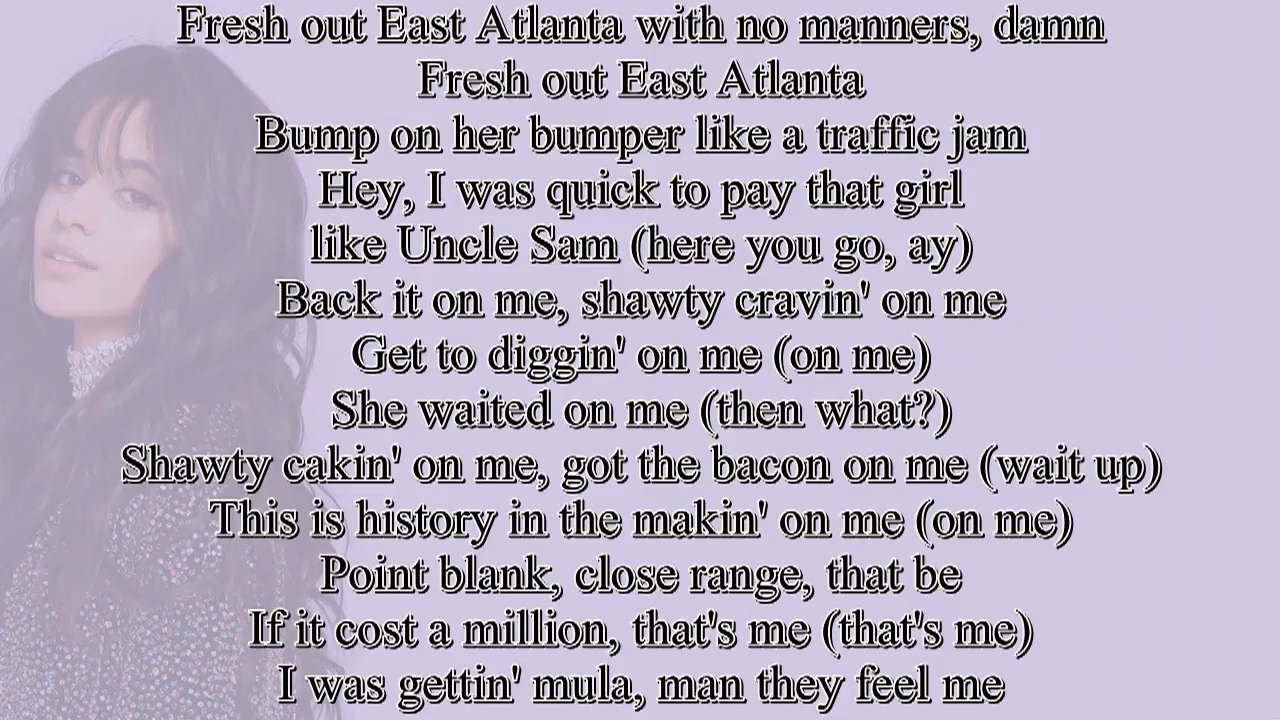 Fresh out East Atlanta with no manners, damn
Fresh out East Atlanta
Bump on her bumper like a traffic jam
Hey, I was quick to pay that girl
like Uncle Sam (here you go, ay)
Back it on me, shawty cravin' on me
Get to diggin' on me (on me)
She waited on me (then what?)
Shawty cakin' on me, got the bacon on me (wait up)
This is history in the makin' on me (on me)
Point blank, close range, that be
If it cost a million, that's me (that's me)
I was gettin' mula, man they feel me